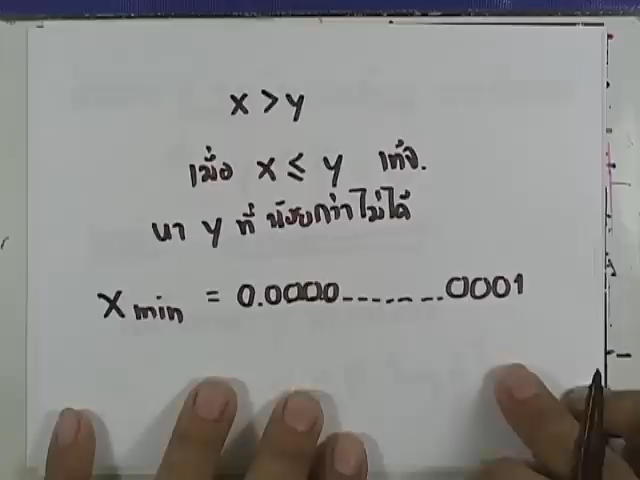 x > y
เมื่อ x ≤ y เท็จ.
หา y ที่ น้อยกว่าไม่ได้
x min = 0.0000------.0001